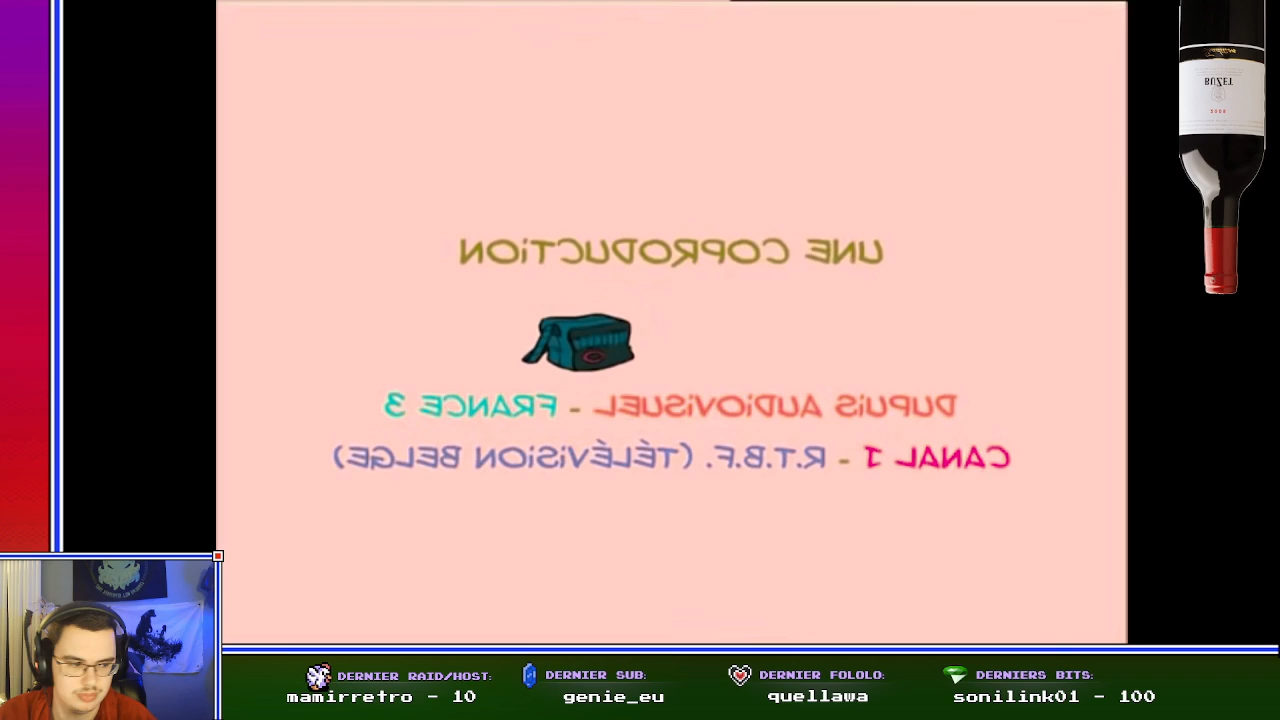 UNE COPRODUCTION
DUPUIS AUDIOVISUEL - FRANCE 3
CANAL 1 - R.T.B.F. (TÉLÉVISION BELGE)
BUZET
DERNIER RAID/HOST:
mamirretro - 10
DERNIER SUB:
genie_eu
DERNIER FOLOLO:
quellawa
DERNIERS BITS:
sonilink01 - 100